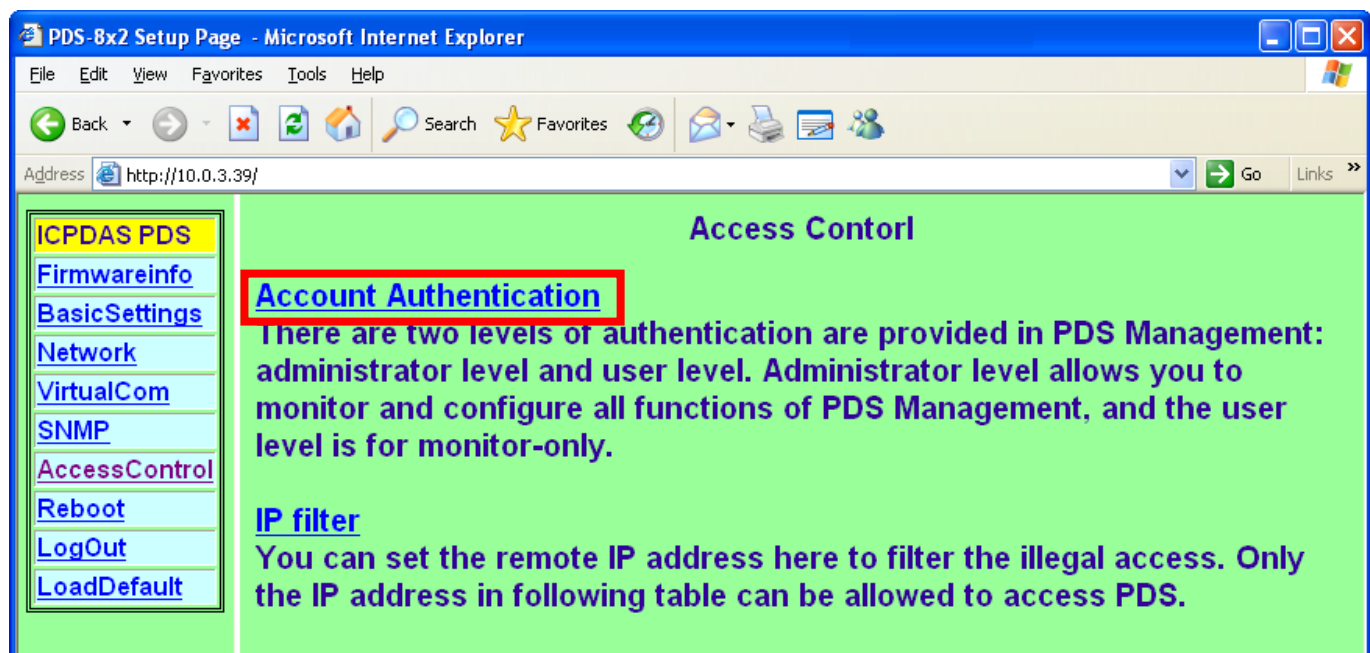 PDS-8x2 Setup Page - Microsoft Internet Explorer
File Edit View Favorites Tools Help
Back Search Favorites
Address http://10.0.3.39/ Go Links »
ICPDAS PDS
Firmwareinfo
BasicSettings
Network
VirtualCom
SNMP
AccessControl
Reboot
LogOut
LoadDefault
Access Contorl
Account Authentication
There are two levels of authentication are provided in PDS Management:
administrator level and user level. Administrator level allows you to
monitor and configure all functions of PDS Management, and the user
level is for monitor-only.
IP filter
You can set the remote IP address here to filter the illegal access. Only
the IP address in following table can be allowed to access PDS.